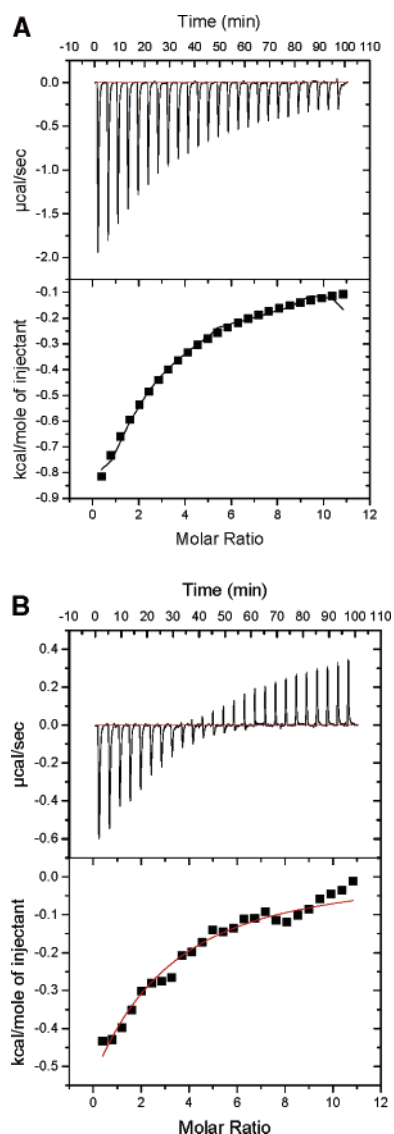 A
Time (min)
-10 0 10 20 30 40 50 60 70 80 90 100 110
0.0
-0.5
-1.0
-1.5
-2.0
µcal/sec
-0.1
-0.2
-0.3
-0.4
-0.5
-0.6
-0.7
-0.8
-0.9
kcal/mole of injectant
0 2 4 6 8 10 12
Molar Ratio
B
Time (min)
-10 0 10 20 30 40 50 60 70 80 90 100 110
0.4
0.2
0.0
-0.2
-0.4
-0.6
µcal/sec
0.0
-0.1
-0.2
-0.3
-0.4
-0.5
kcal/mole of injectant
0 2 4 6 8 10 12
Molar Ratio